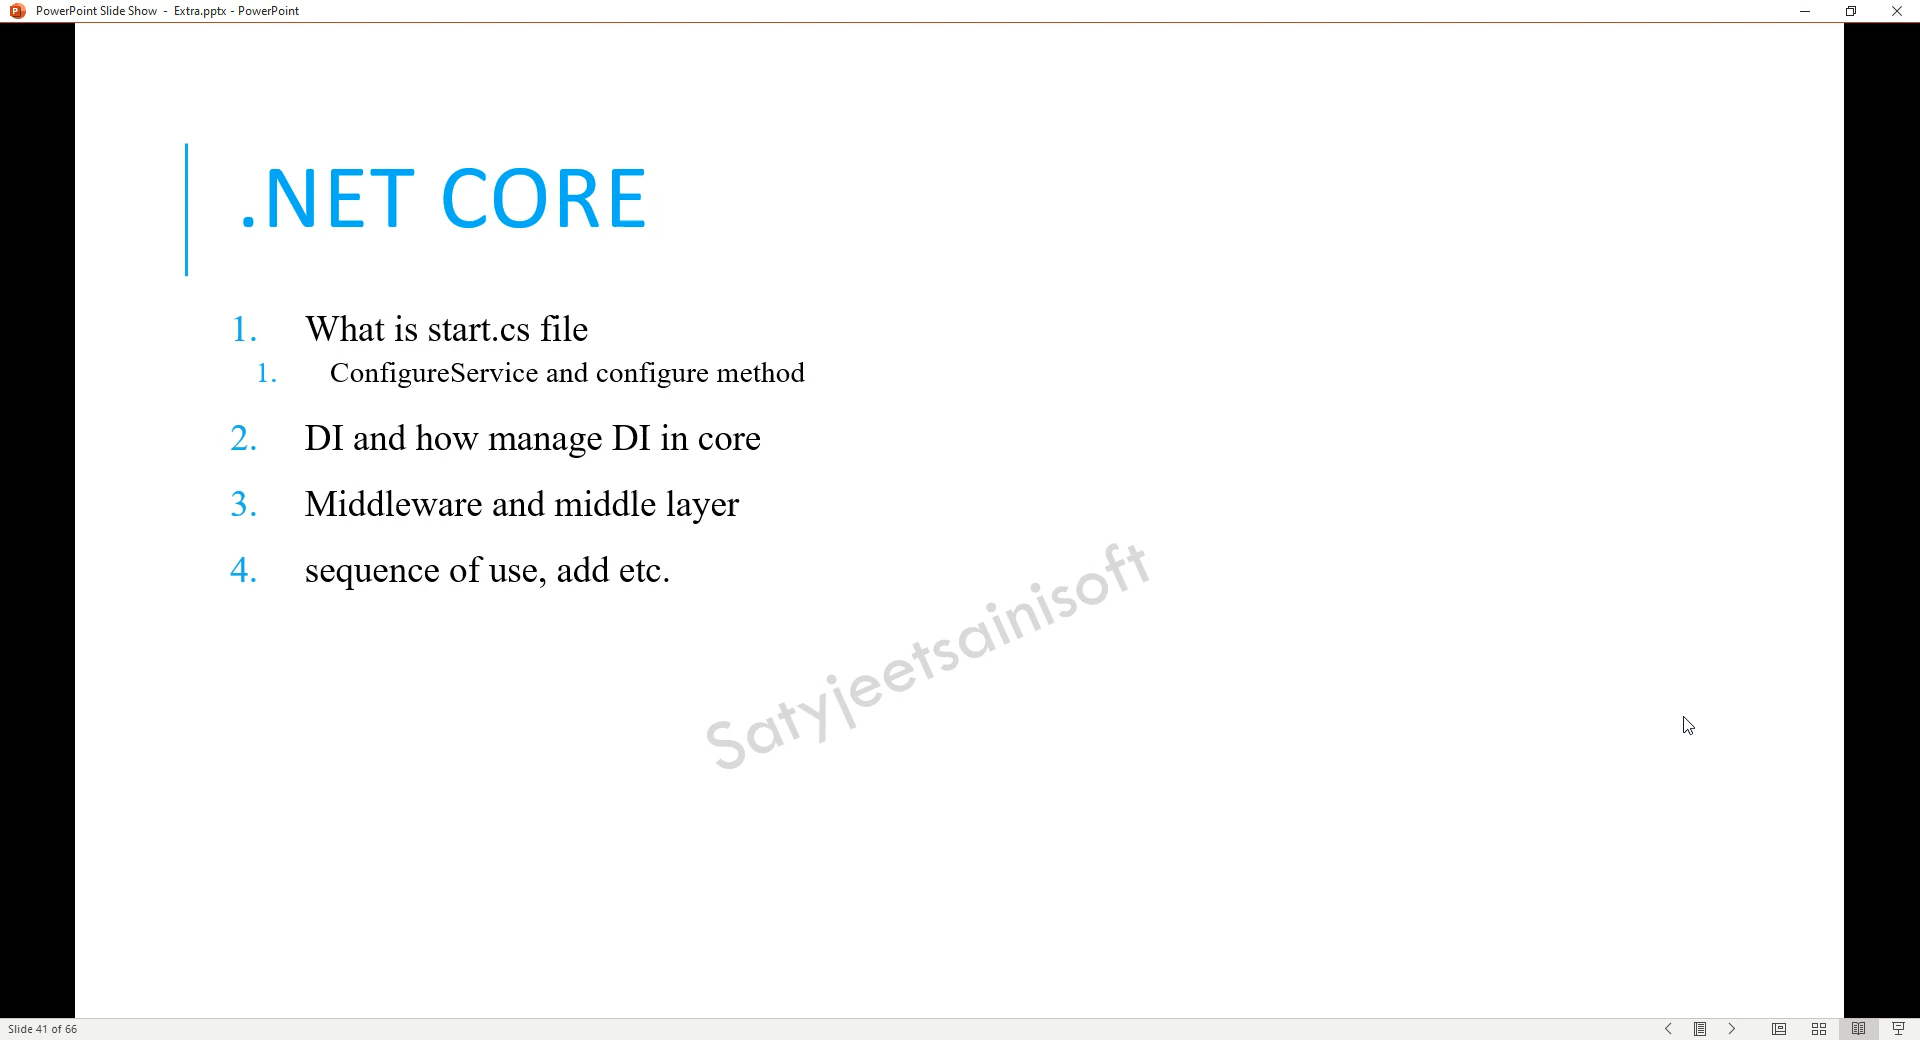 PowerPoint Slide Show - Extra.pptx - PowerPoint
.NET CORE
1. What is start.cs file
1. ConfigureService and configure method
2. DI and how manage DI in core
3. Middleware and middle layer
4. sequence of use, add etc.
Satyjeetsainisoft
Slide 41 of 66